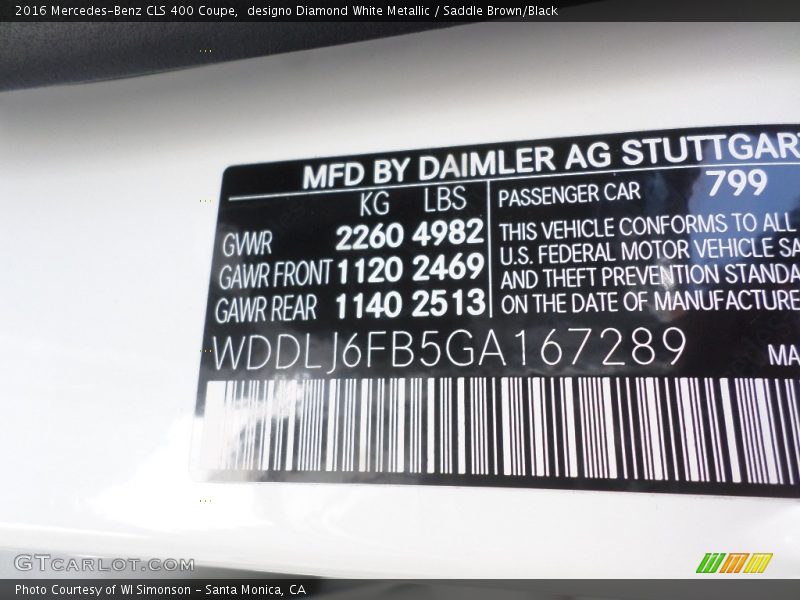 2016 Mercedes-Benz CLS 400 Coupe, designo Diamond White Metallic / Saddle Brown/Black
MFD BY DAIMLER AG STUTTGAR
KG LBS
GVWR 2260 4982
GAWR FRONT 1120 2469
GAWR REAR 1140 2513
PASSENGER CAR 799
THIS VEHICLE CONFORMS TO ALL
U.S. FEDERAL MOTOR VEHICLE SA
AND THEFT PREVENTION STANDA
ON THE DATE OF MANUFACTURE
WDDLJ6FB5GA167289
MA
GTCARLOT.COM
Photo Courtesy of WI Simonson - Santa Monica, CA